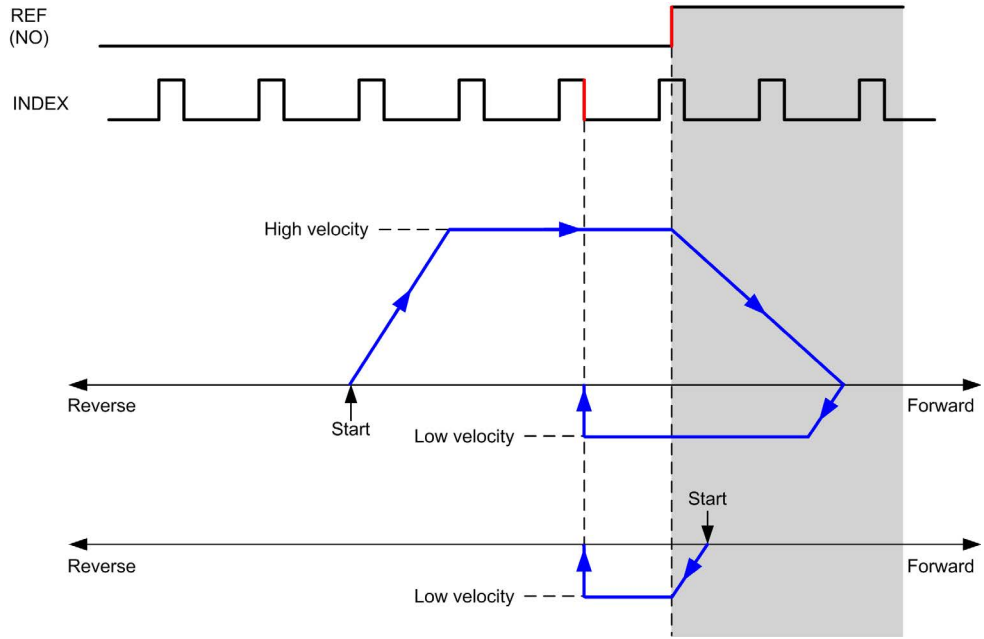 REF
(NO)
INDEX
High velocity
Reverse
Forward
Start
Low velocity
Start
Reverse
Forward
Low velocity